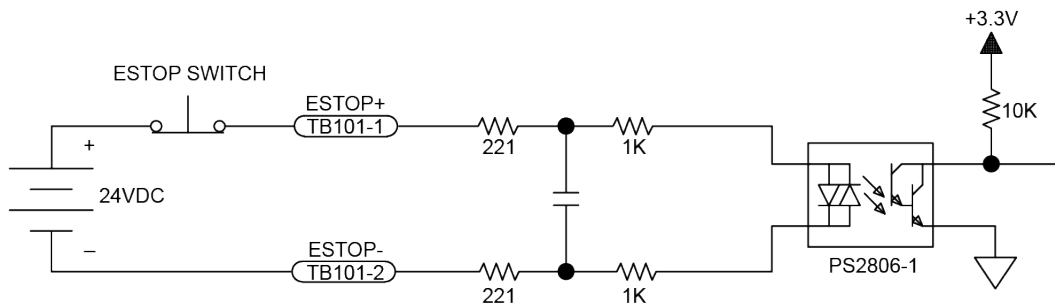 +3.3V
ESTOP SWITCH
ESTOP+
TB101-1
10K
+
221
1K
24VDC
–
ESTOP-
TB101-2
221
1K
PS2806-1